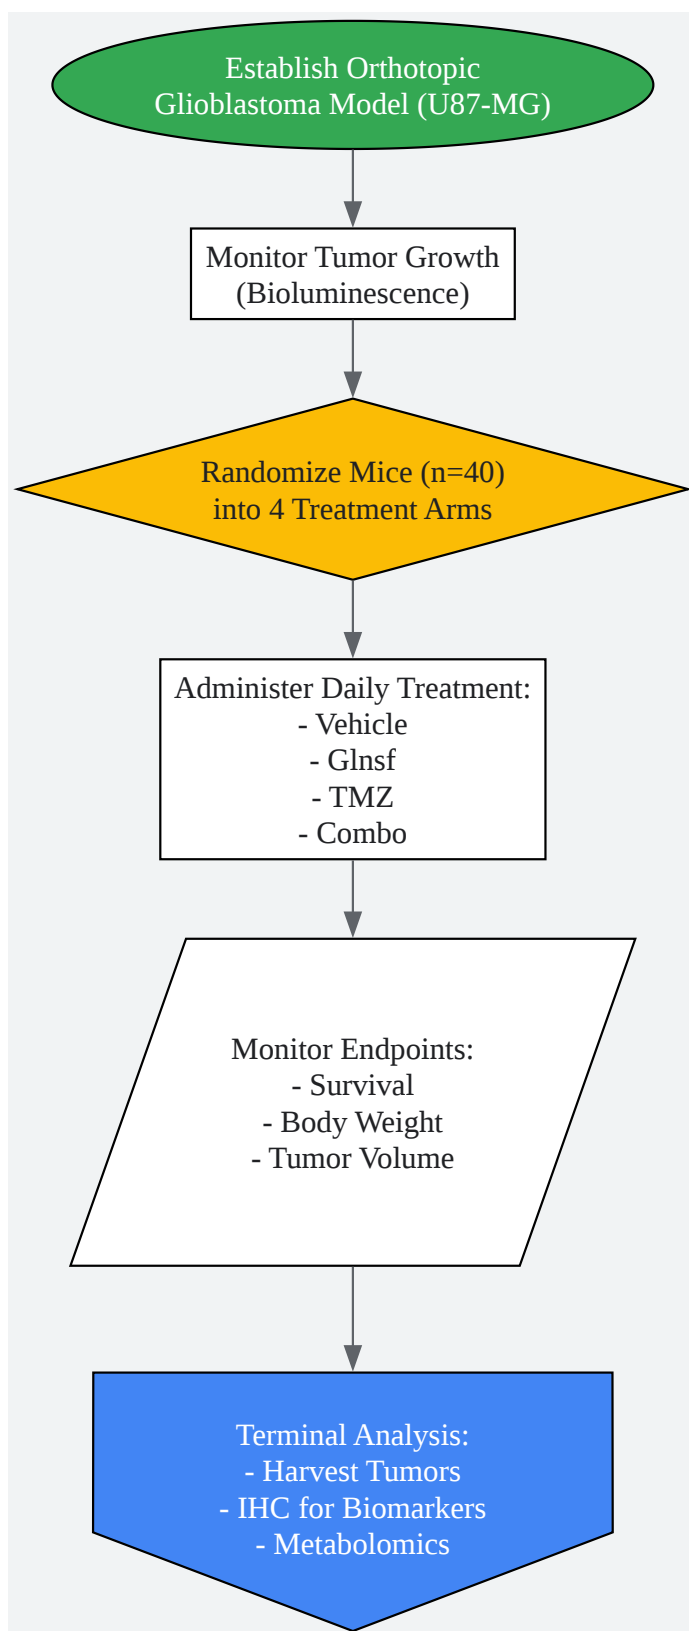 Establish Orthotopic
Glioblastoma Model (U87-MG)
Monitor Tumor Growth
(Bioluminescence)
Randomize Mice (n=40)
into 4 Treatment Arms
Administer Daily Treatment:
- Vehicle
- Glnsf
- TMZ
- Combo
Monitor Endpoints:
- Survival
- Body Weight
- Tumor Volume
Terminal Analysis:
- Harvest Tumors
- IHC for Biomarkers
- Metabolomics